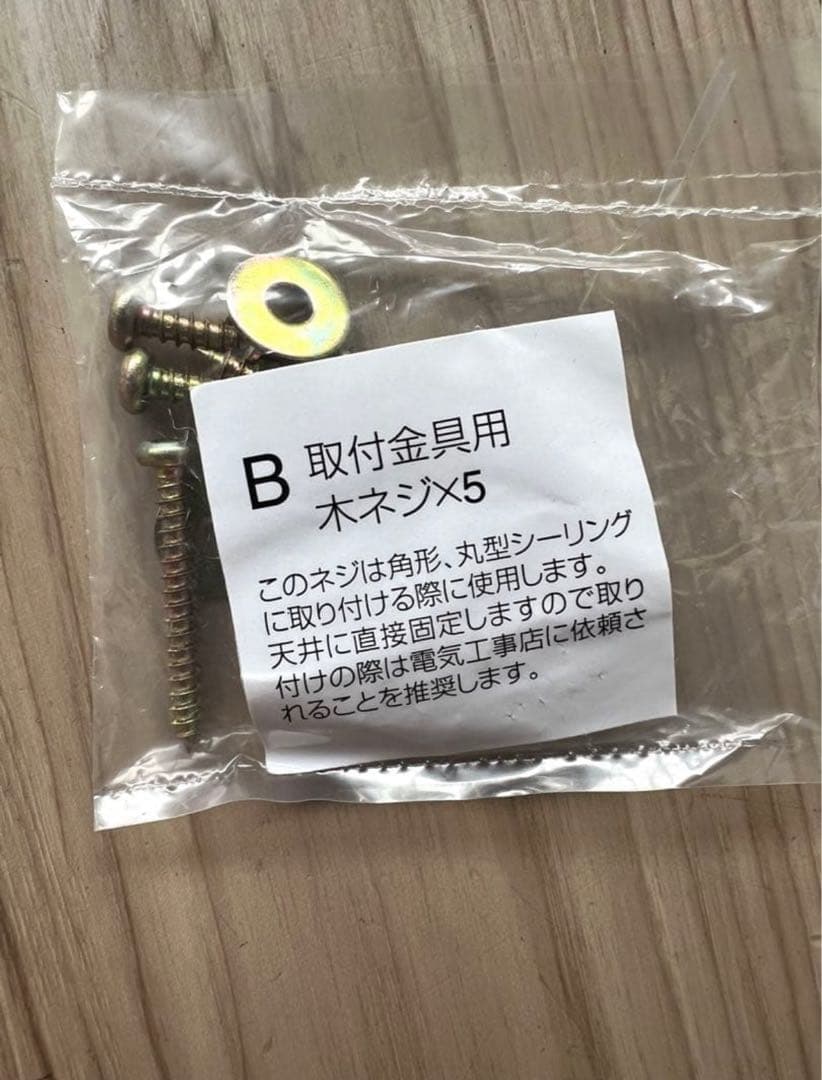 B 取付金具用
木ネジ×5
このネジは角形、丸型シーリング
に取り付ける際に使用します。
天井に直接固定しますので取り
付けの際は電気工事店に依頼さ
れることを推奨します。